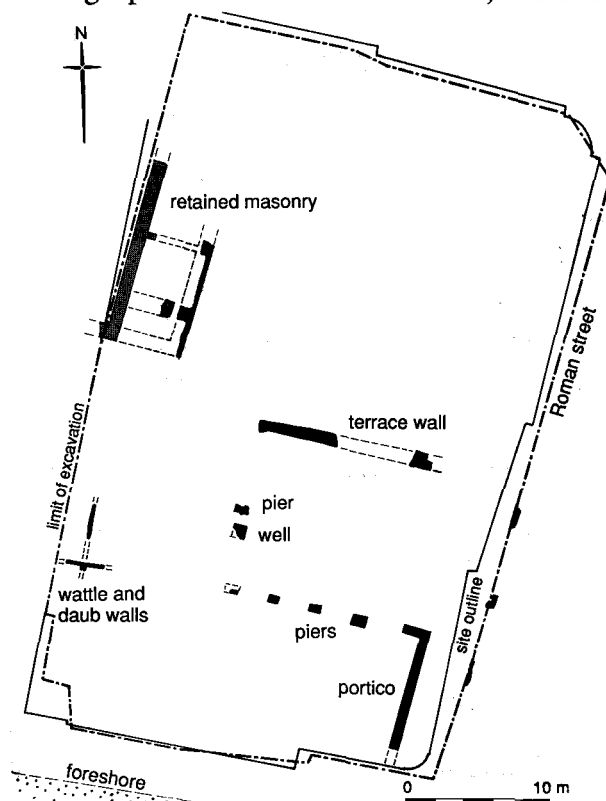 N
retained masonry
terrace wall
Roman street
limit of excavation
pier
well
wattle and
daub walls
piers
site outline
portico
foreshore
0 10 m